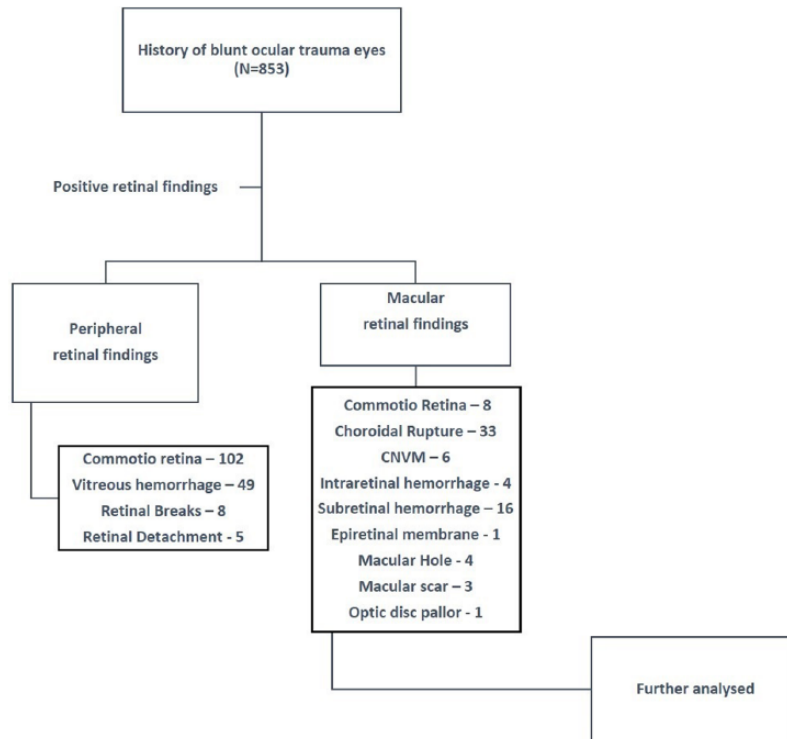 History of blunt ocular trauma eyes
(N=853)
Positive retinal findings
Peripheral
retinal findings
Macular
retinal findings
Commotio retina – 102
Vitreous hemorrhage – 49
Retinal Breaks – 8
Retinal Detachment - 5
Commotio Retina – 8
Choroidal Rupture – 33
CNVM – 6
Intraretinal hemorrhage - 4
Subretinal hemorrhage – 16
Epiretinal membrane - 1
Macular Hole - 4
Macular scar – 3
Optic disc pallor - 1
Further analysed